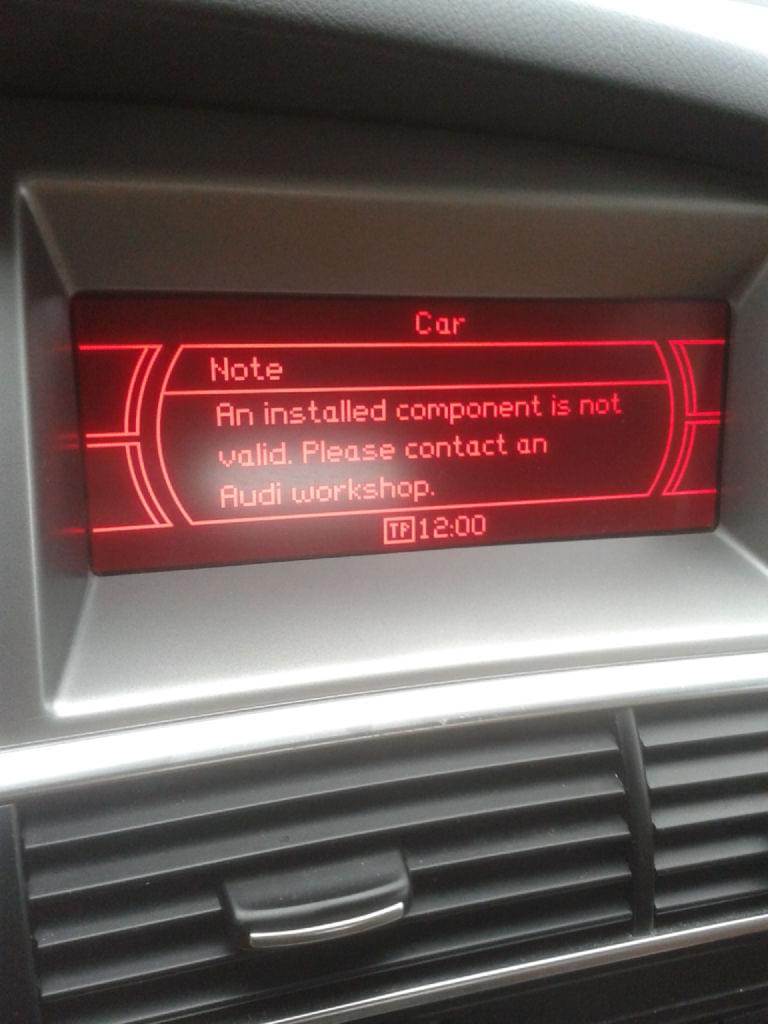 Car
Note
An installed component is not
valid. Please contact an
Audi workshop.
TP 12:00